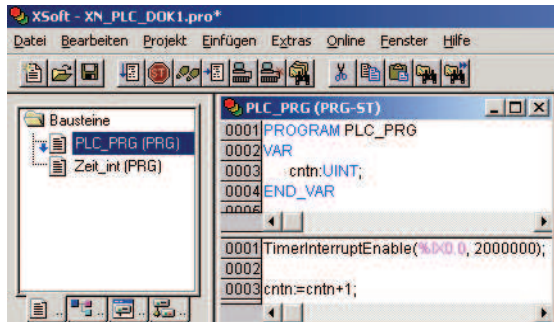 XSoft - XN_PLC_DOK1.pro*
Datei Bearbeiten Projekt Einfügen Extras Online Fenster Hilfe
Bausteine
PLC_PRG (PRG)
Zeit_int (PRG)
PLC_PRG (PRG-ST)
0001 PROGRAM PLC_PRG
0002 VAR
0003 cntn:UINT;
0004 END_VAR
0001 TimerInterruptEnable(%IX0.0, 2000000);
0002
0003 cntn:=cntn+1;